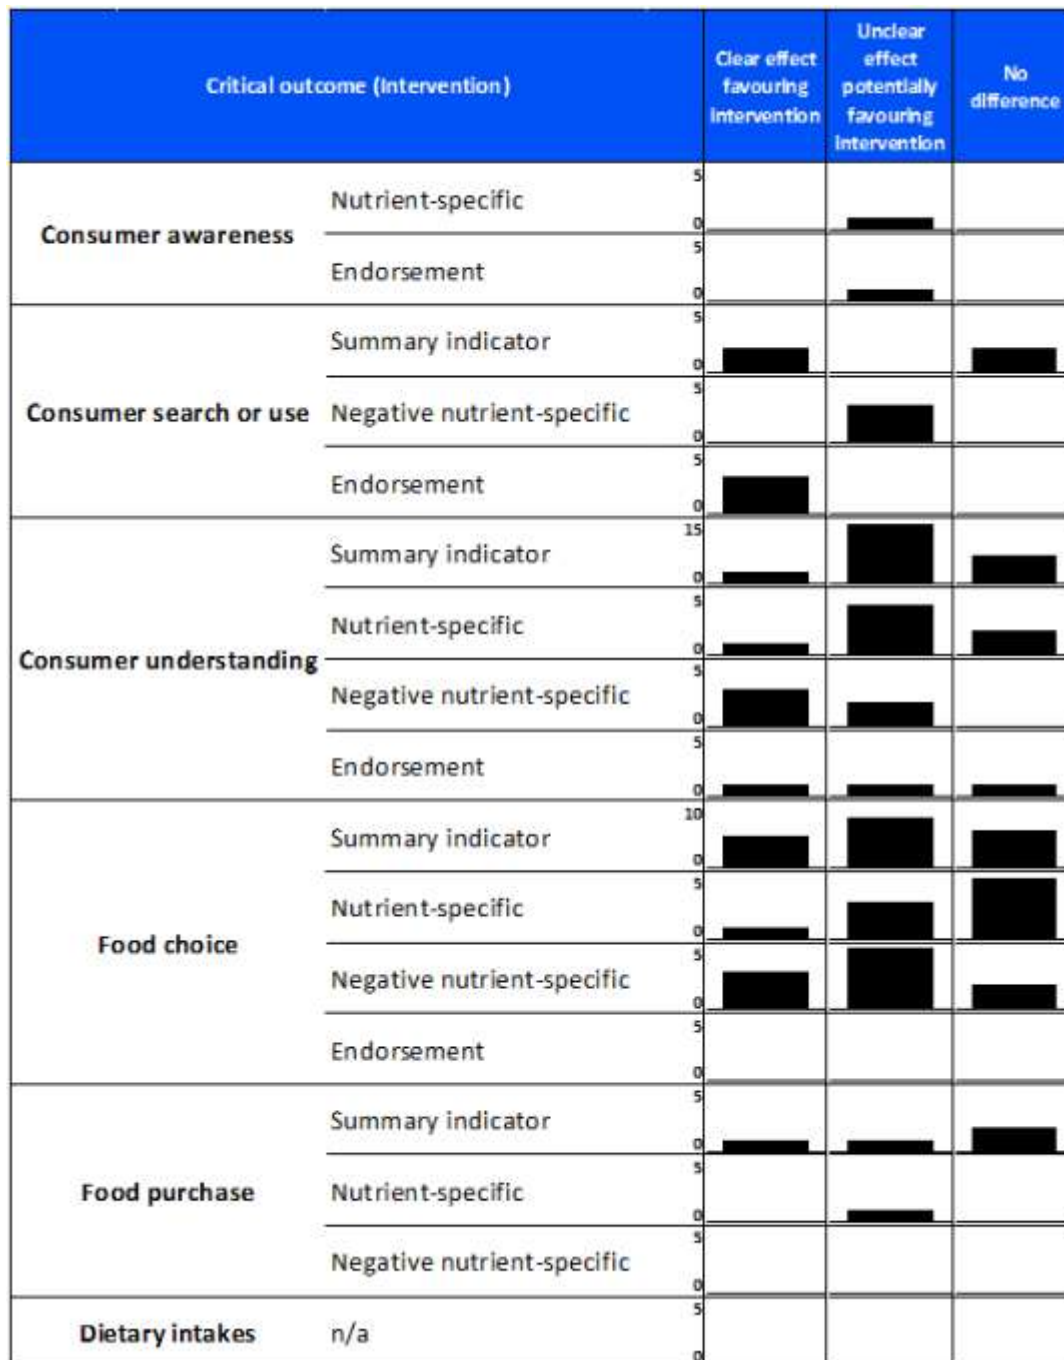 Critical outcome (Intervention)
Clear effect
favouring
intervention
Unclear
effect
potentially
favouring
intervention
No
difference
Consumer awareness
Nutrient-specific
5
0
Endorsement
5
0
Consumer search or use
Summary indicator
5
0
Negative nutrient-specific
5
0
Endorsement
5
0
Consumer understanding
Summary indicator
15
0
Nutrient-specific
5
0
Negative nutrient-specific
5
0
Endorsement
5
0
Food choice
Summary indicator
10
0
Nutrient-specific
5
0
Negative nutrient-specific
5
0
Endorsement
5
0
Food purchase
Summary indicator
5
0
Nutrient-specific
5
0
Negative nutrient-specific
5
0
Dietary intakes
n/a
5
0